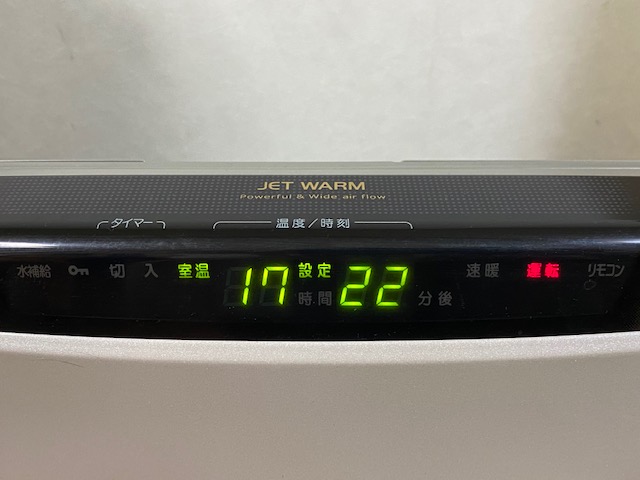 JET WARM
Powerful & Wide air flow
タイマー 温度/時刻
水補給 切 入 室温 17 設定 22 速暖 運転 リモコン
時間 分後